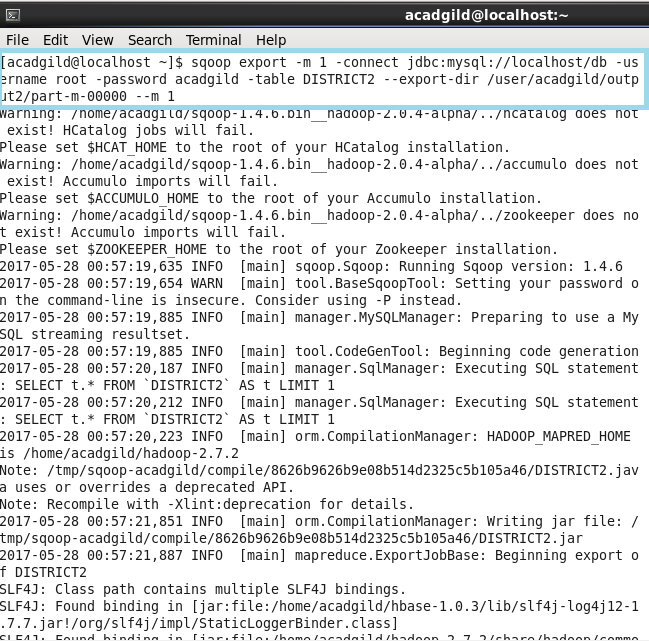 acadgild@localhost:~
File Edit View Search Terminal Help
[acadgild@localhost ~]$ sqoop export -m 1 -connect jdbc:mysql://localhost/db -us
ername root -password acadgild -table DISTRICT2 --export-dir /user/acadgild/outp
ut2/part-m-00000 --m 1
Warning: /home/acadgild/sqoop-1.4.6.bin__hadoop-2.0.4-alpha/../hcatalog does not
 exist! HCatalog jobs will fail.
Please set $HCAT_HOME to the root of your HCatalog installation.
Warning: /home/acadgild/sqoop-1.4.6.bin__hadoop-2.0.4-alpha/../accumulo does not
 exist! Accumulo imports will fail.
Please set $ACCUMULO_HOME to the root of your Accumulo installation.
Warning: /home/acadgild/sqoop-1.4.6.bin__hadoop-2.0.4-alpha/../zookeeper does no
t exist! Accumulo imports will fail.
Please set $ZOOKEEPER_HOME to the root of your Zookeeper installation.
2017-05-28 00:57:19,635 INFO  [main] sqoop.Sqoop: Running Sqoop version: 1.4.6
2017-05-28 00:57:19,654 WARN  [main] tool.BaseSqoopTool: Setting your password o
n the command-line is insecure. Consider using -P instead.
2017-05-28 00:57:19,885 INFO  [main] manager.MySQLManager: Preparing to use a My
SQL streaming resultset.
2017-05-28 00:57:19,885 INFO  [main] tool.CodeGenTool: Beginning code generation
2017-05-28 00:57:20,187 INFO  [main] manager.SqlManager: Executing SQL statement
: SELECT t.* FROM `DISTRICT2` AS t LIMIT 1
2017-05-28 00:57:20,212 INFO  [main] manager.SqlManager: Executing SQL statement
: SELECT t.* FROM `DISTRICT2` AS t LIMIT 1
2017-05-28 00:57:20,223 INFO  [main] orm.CompilationManager: HADOOP_MAPRED_HOME
is /home/acadgild/hadoop-2.7.2
Note: /tmp/sqoop-acadgild/compile/8626b9626b9e08b514d2325c5b105a46/DISTRICT2.jav
a uses or overrides a deprecated API.
Note: Recompile with -Xlint:deprecation for details.
2017-05-28 00:57:21,851 INFO  [main] orm.CompilationManager: Writing jar file: /
tmp/sqoop-acadgild/compile/8626b9626b9e08b514d2325c5b105a46/DISTRICT2.jar
2017-05-28 00:57:21,887 INFO  [main] mapreduce.ExportJobBase: Beginning export o
f DISTRICT2
SLF4J: Class path contains multiple SLF4J bindings.
SLF4J: Found binding in [jar:file:/home/acadgild/hbase-1.0.3/lib/slf4j-log4j12-1
.7.7.jar!/org/slf4j/impl/StaticLoggerBinder.class]
SLF4J: Found binding in [jar:file:/home/acadgild/hadoop-2.7.2/share/hadoop/commo